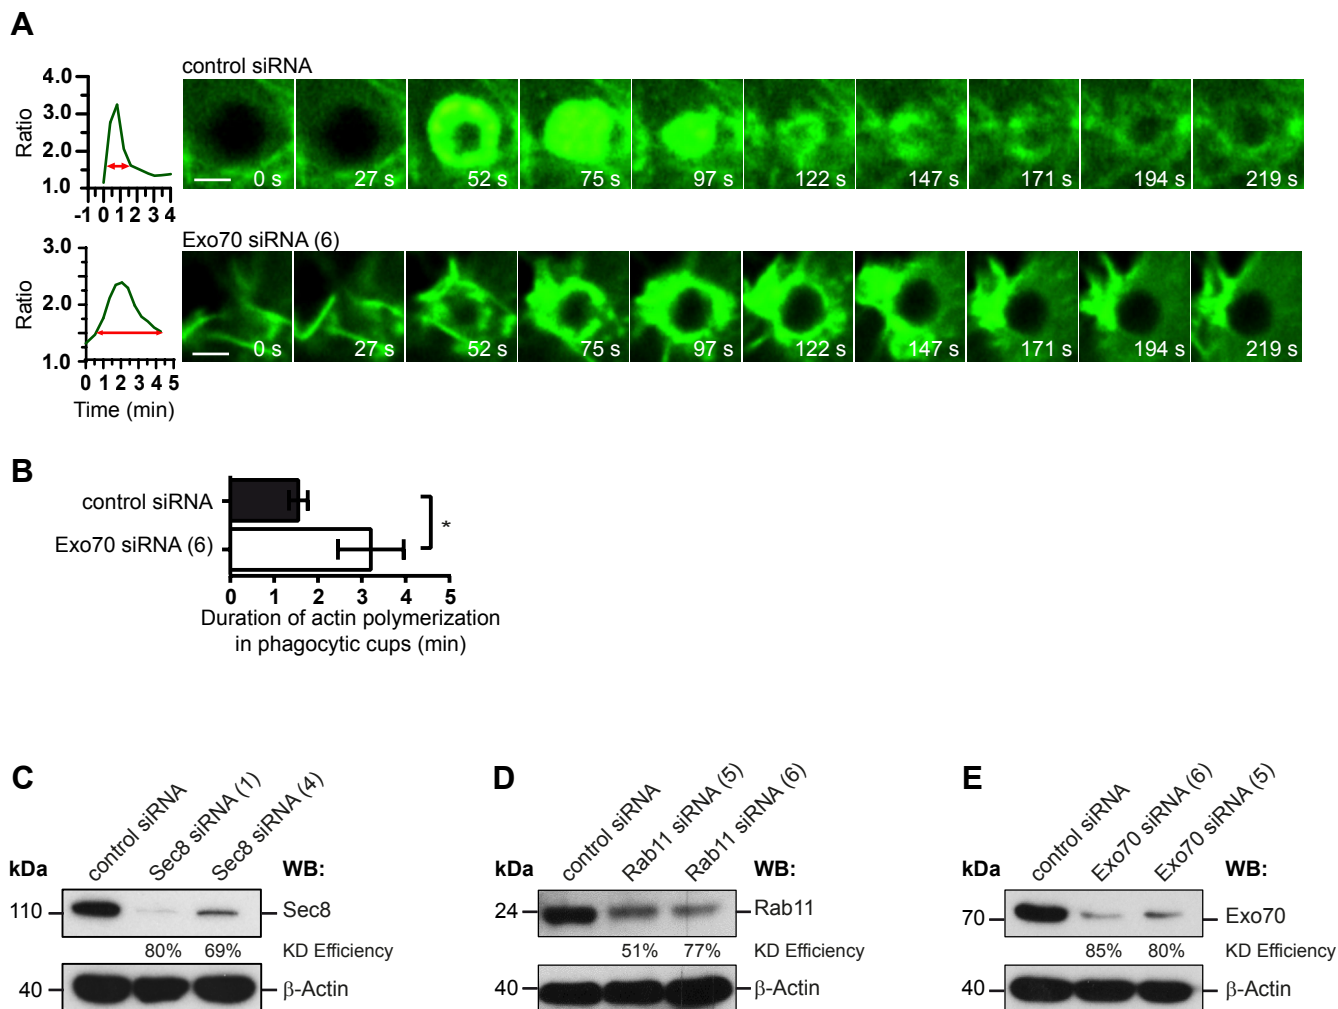 A
control siRNA
4.0
3.0
2.0
1.0
Ratio
-1 0 1 2 3 4
0 s 27 s 52 s 75 s 97 s 122 s 147 s 171 s 194 s 219 s
Exo70 siRNA (6)
3.0
2.0
1.0
Ratio
0 1 2 3 4 5
Time (min)
0 s 27 s 52 s 75 s 97 s 122 s 147 s 171 s 194 s 219 s
B
control siRNA
Exo70 siRNA (6)
*
0 1 2 3 4 5
Duration of actin polymerization
in phagocytic cups (min)
C
control siRNA
Sec8 siRNA (1)
Sec8 siRNA (4)
kDa WB:
110 Sec8
80% 69% KD Efficiency
40 β-Actin
D
control siRNA
Rab11 siRNA (5)
Rab11 siRNA (6)
kDa WB:
24 Rab11
51% 77% KD Efficiency
40 β-Actin
E
control siRNA
Exo70 siRNA (6)
Exo70 siRNA (5)
kDa WB:
70 Exo70
85% 80% KD Efficiency
40 β-Actin